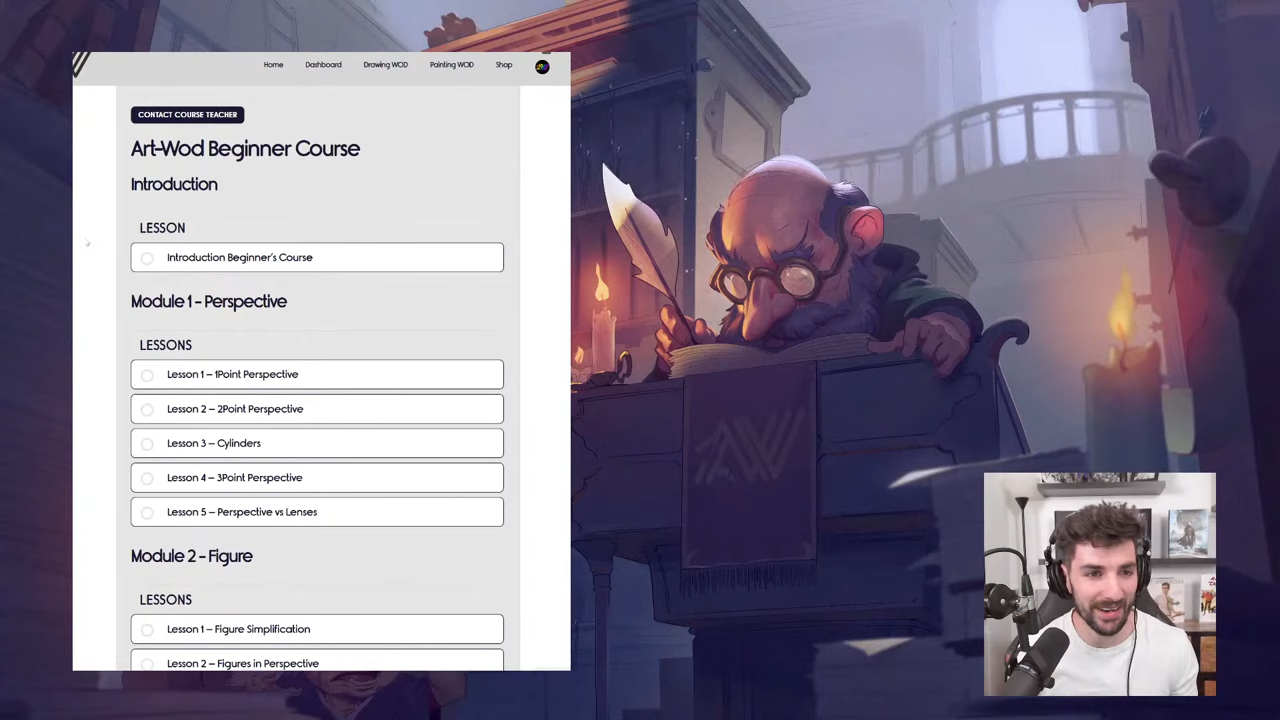 Home Dashboard Drawing WOD Painting WOD Shop
CONTACT COURSE TEACHER
Art-Wod Beginner Course
Introduction
LESSON
Introduction Beginner's Course
Module 1 - Perspective
LESSONS
Lesson 1 – 1Point Perspective
Lesson 2 – 2Point Perspective
Lesson 3 – Cylinders
Lesson 4 – 3Point Perspective
Lesson 5 – Perspective vs Lenses
Module 2 - Figure
LESSONS
Lesson 1 – Figure Simplification
Lesson 2 – Figures in Perspective